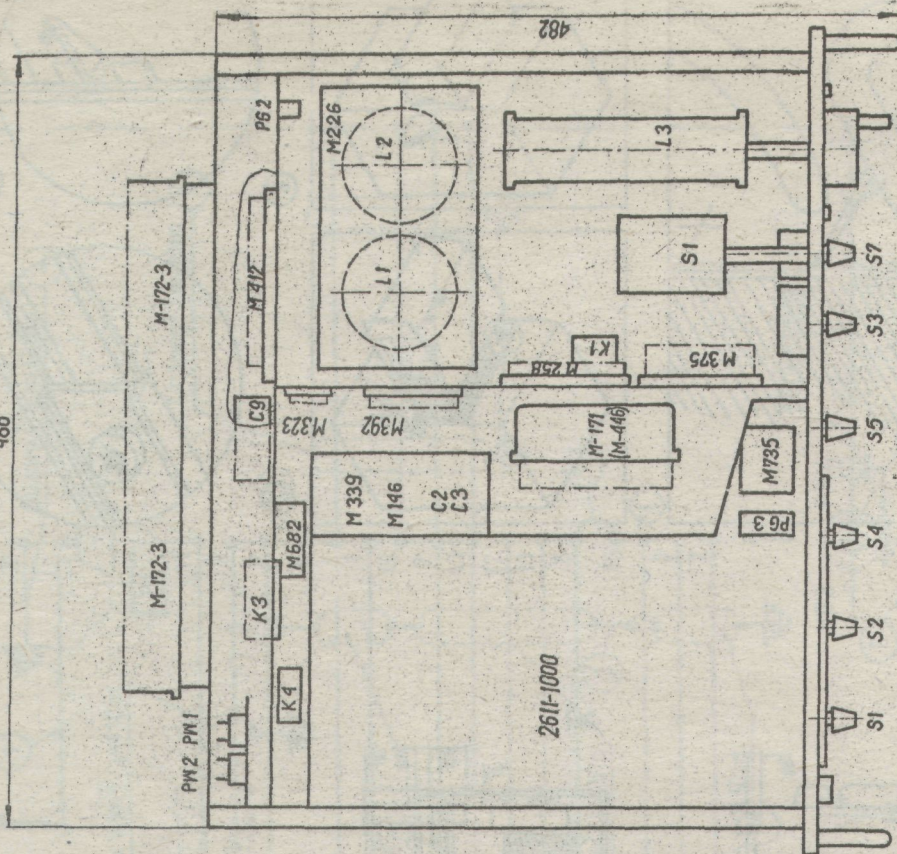 482
480
M-172-3
M-172-3
PG2
M226
L2
L1
M412
L3
S1
C9
M323
M392
M258
K1
M375
M-171
(M-446)
M339
M146
C2
C3
M682
K3
K4
PW2 PW1
2611-1000
M735
PG3
S1
S2
S4
S5
S3
S7